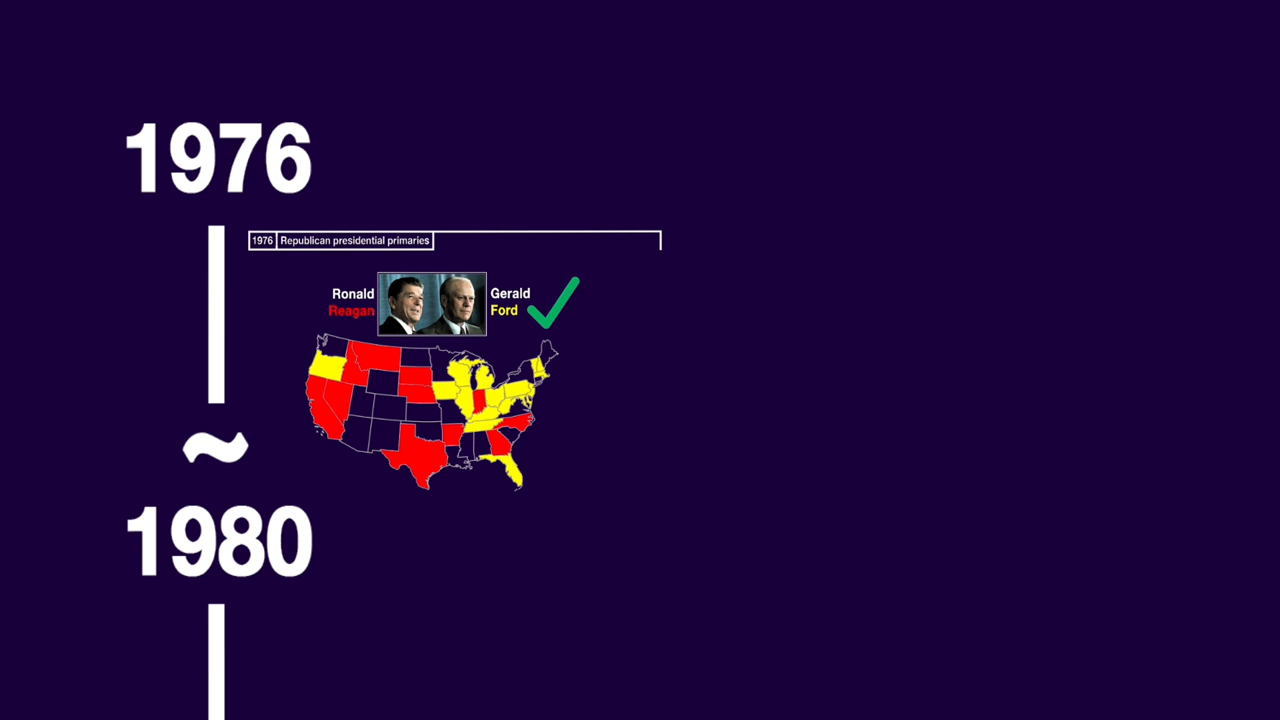 1976
1976 Republican presidential primaries
Ronald
Reagan
Gerald
Ford
~
1980